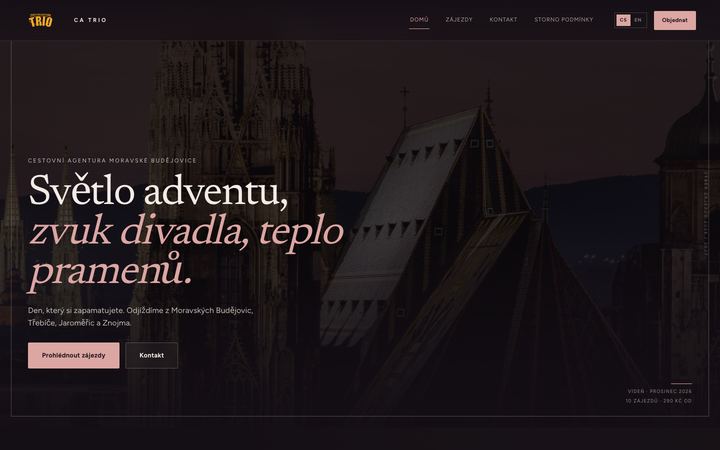 TRIO
CA TRIO
DOMŮ
ZÁJEZDY
KONTAKT
STORNO PODMÍNKY
CS
EN
Objednat
CESTOVNÍ AGENTURA MORAVSKÉ BUDĚJOVICE
Světlo adventu,
zvuk divadla, teplo
pramenů.
Den, který si zapamatujete. Odjíždíme z Moravských Budějovic,
Třebíče, Jaroměřic a Znojma.
Prohlédnout zájezdy
Kontakt
VÍDEŇ · PROSINEC 2026
10 ZÁJEZDŮ · 290 KČ OD